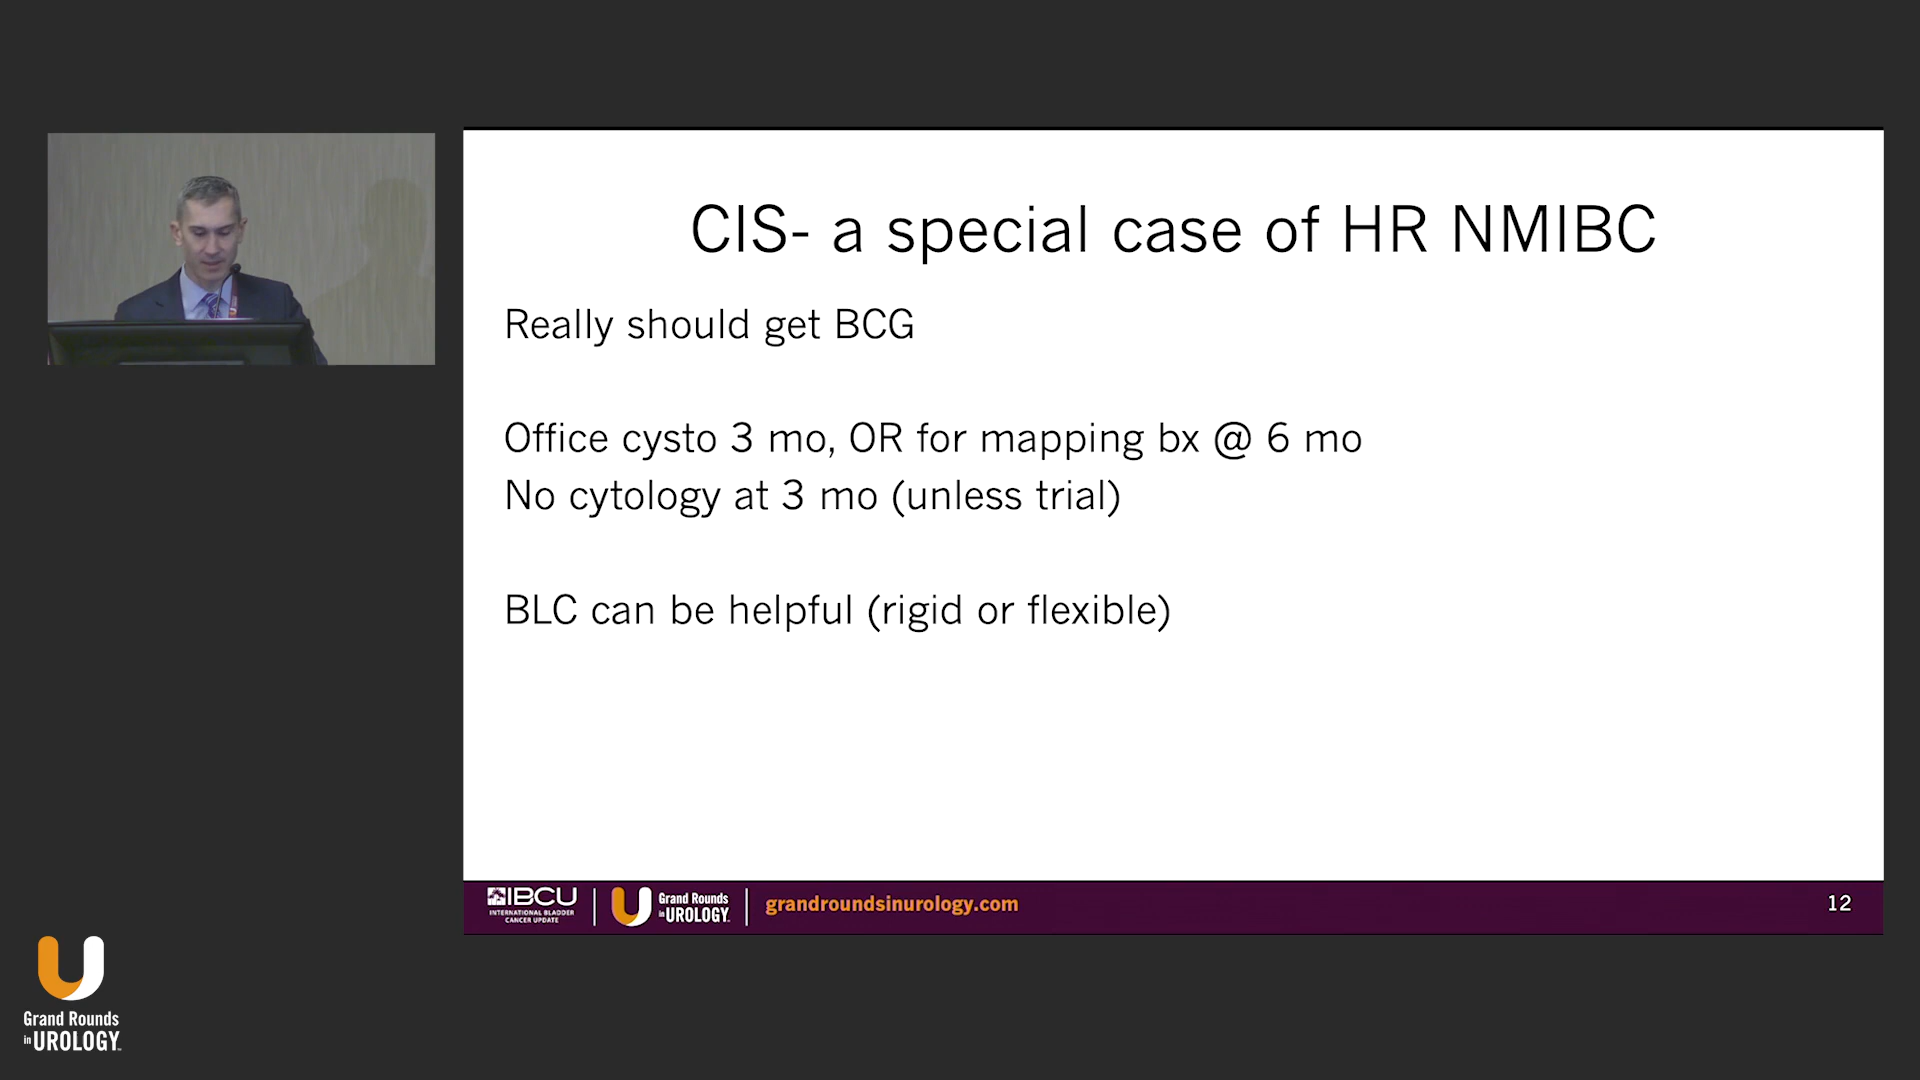 CIS- a special case of HR NMIBC
Really should get BCG
Office cysto 3 mo, OR for mapping bx @ 6 mo
No cytology at 3 mo (unless trial)
BLC can be helpful (rigid or flexible)
IBCU
INTERNATIONAL BLADDER
CANCER UPDATE
Grand Rounds
in UROLOGY
grandroundsinurology.com
12
Grand Rounds
in UROLOGY